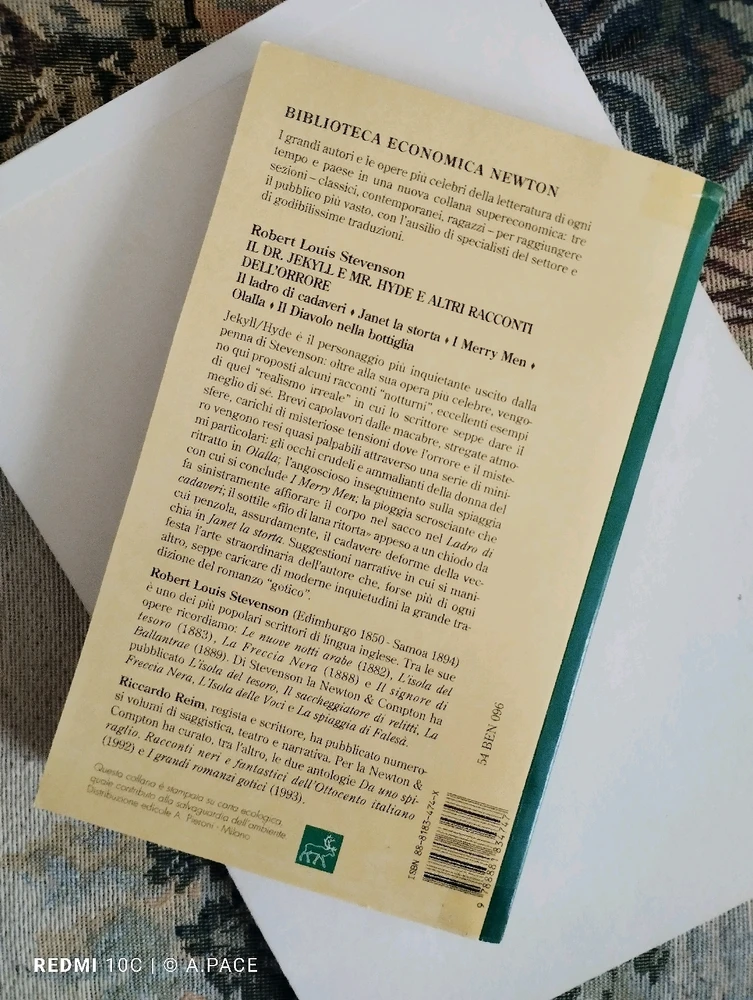 BIBLIOTECA ECONOMICA NEWTON
I grandi autori e le opere più celebri della letteratura di ogni
tempo e paese in una nuova collana supereconomica: tre
sezioni – classici, contemporanei, ragazzi – per raggiungere
il pubblico più vasto, con l'ausilio di specialisti del settore e
di godibilissime traduzioni.
Robert Louis Stevenson
IL DR. JEKYLL E MR. HYDE E ALTRI RACCONTI
DELL'ORRORE
Il ladro di cadaveri ♦ Janet la storta ♦ I Merry Men ♦
Olalla ♦ Il Diavolo nella bottiglia
Jekyll/Hyde è il personaggio più inquietante uscito dalla
penna di Stevenson: oltre alla sua opera più celebre, vengo-
no qui proposti alcuni racconti "notturni", eccellenti esempi
di quel "realismo irreale" in cui lo scrittore seppe dare il
meglio di sé. Brevi capolavori dalle macabre, stregate atmo-
sfere, carichi di misteriose tensioni dove l'orrore e il miste-
ro vengono resi quasi palpabili attraverso una serie di mini-
mi particolari: gli occhi crudeli e ammalianti della donna del
ritratto in Olalla; l'angoscioso inseguimento sulla spiaggia
con cui si conclude I Merry Men; la pioggia scrosciante che
fa sinistramente affiorare il corpo nel sacco nel Ladro di
cadaveri; il sottile «filo di lana ritorta» appeso a un chiodo da
cui penzola, assurdamente, il cadavere deforme della vec-
chia in Janet la storta. Suggestioni narrative in cui si mani-
festa l'arte straordinaria dell'autore che, forse più di ogni
altro, seppe caricare di moderne inquietudini la grande tra-
dizione del romanzo "gotico".
Robert Louis Stevenson (Edimburgo 1850 - Samoa 1894)
è uno dei più popolari scrittori di lingua inglese. Tra le sue
opere ricordiamo: Le nuove notti arabe (1882), L'isola del
tesoro (1883), La Freccia Nera (1888) e Il signore di
Ballantrae (1889). Di Stevenson la Newton & Compton ha
pubblicato L'isola del tesoro, Il saccheggiatore di relitti, La
Freccia Nera, L'Isola delle Voci e La spiaggia di Falesà.
Riccardo Reim, regista e scrittore, ha pubblicato numero-
si volumi di saggistica, teatro e narrativa. Per la Newton &
Compton ha curato, tra l'altro, le due antologie Da uno spi-
raglio. Racconti neri e fantastici dell'Ottocento italiano
(1992) e I grandi romanzi gotici (1993).
Questa collana è stampata su carta ecologica,
quale contributo alla salvaguardia dell'ambiente.
Distribuzione edicole A. Pieroni - Milano
54 BEN 096
ISBN 88-8183-474-X
9 788881 834747
REDMI 10C | © A.PACE